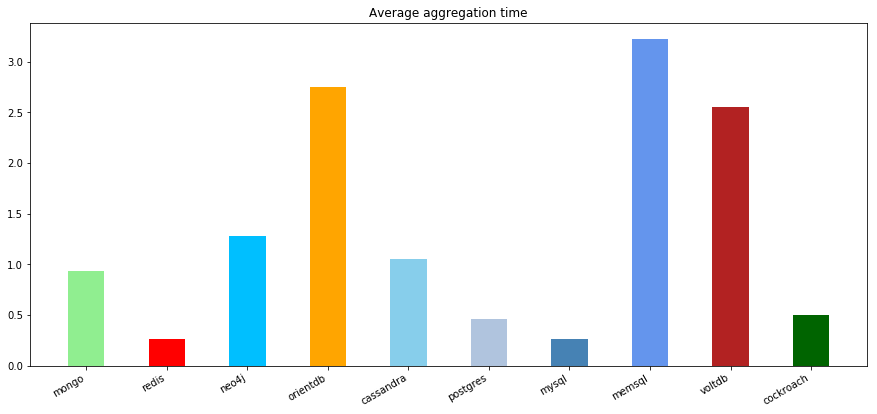 Average aggregation time
3.0
2.5
2.0
1.5
1.0
0.5
0.0
mongo
redis
neo4j
orientdb
cassandra
postgres
mysql
memsql
voltdb
cockroach